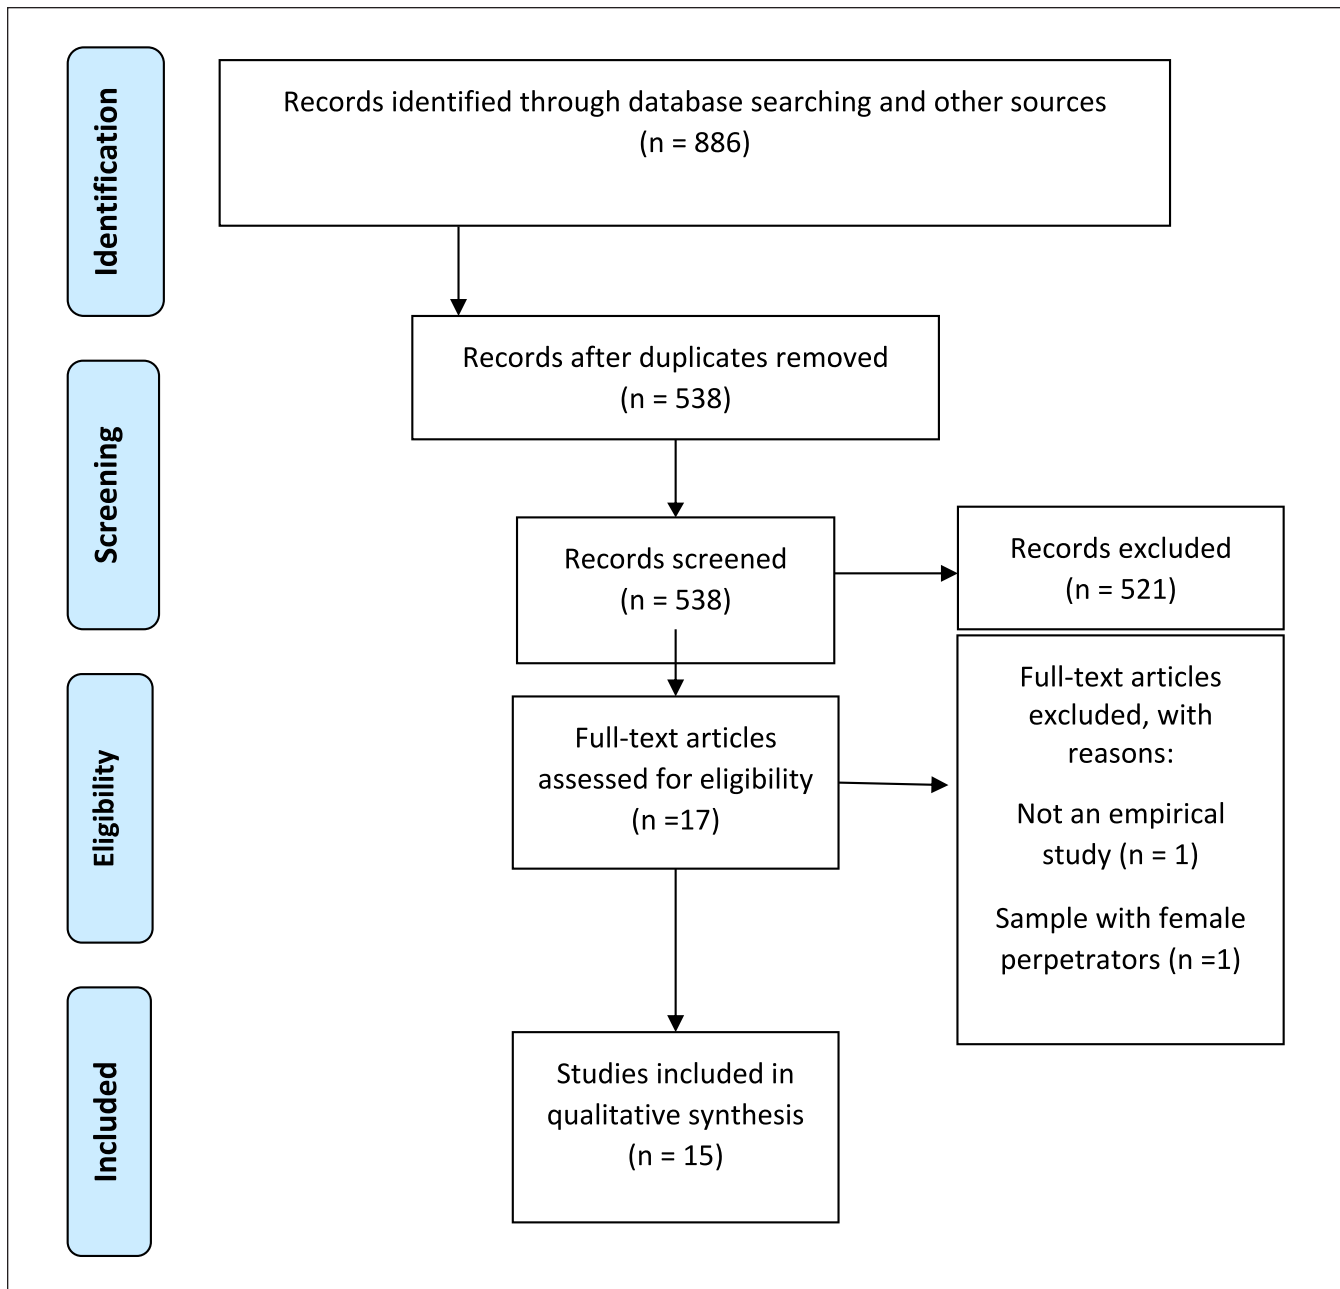 Identification
Records identified through database searching and other sources
(n = 886)
Records after duplicates removed
(n = 538)
Screening
Records screened
(n = 538)
Records excluded
(n = 521)
Eligibility
Full-text articles
assessed for eligibility
(n =17)
Full-text articles
excluded, with
reasons:
Not an empirical
study (n = 1)
Sample with female
perpetrators (n =1)
Included
Studies included in
qualitative synthesis
(n = 15)